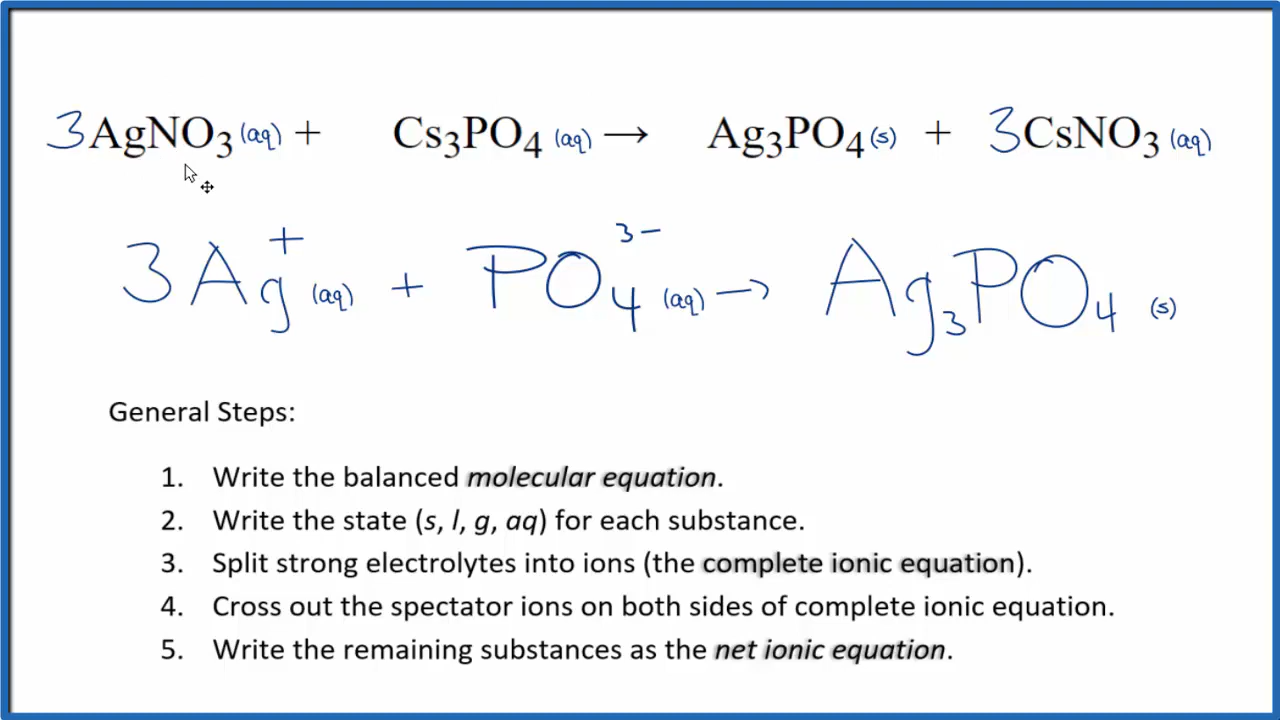 3AgNO₃ (aq) + Cs₃PO₄ (aq) → Ag₃PO₄ (s) + 3CsNO₃ (aq)
3Ag⁺ (aq) + PO₄³⁻ (aq) → Ag₃PO₄ (s)
General Steps:
1. Write the balanced molecular equation.
2. Write the state (s, l, g, aq) for each substance.
3. Split strong electrolytes into ions (the complete ionic equation).
4. Cross out the spectator ions on both sides of complete ionic equation.
5. Write the remaining substances as the net ionic equation.